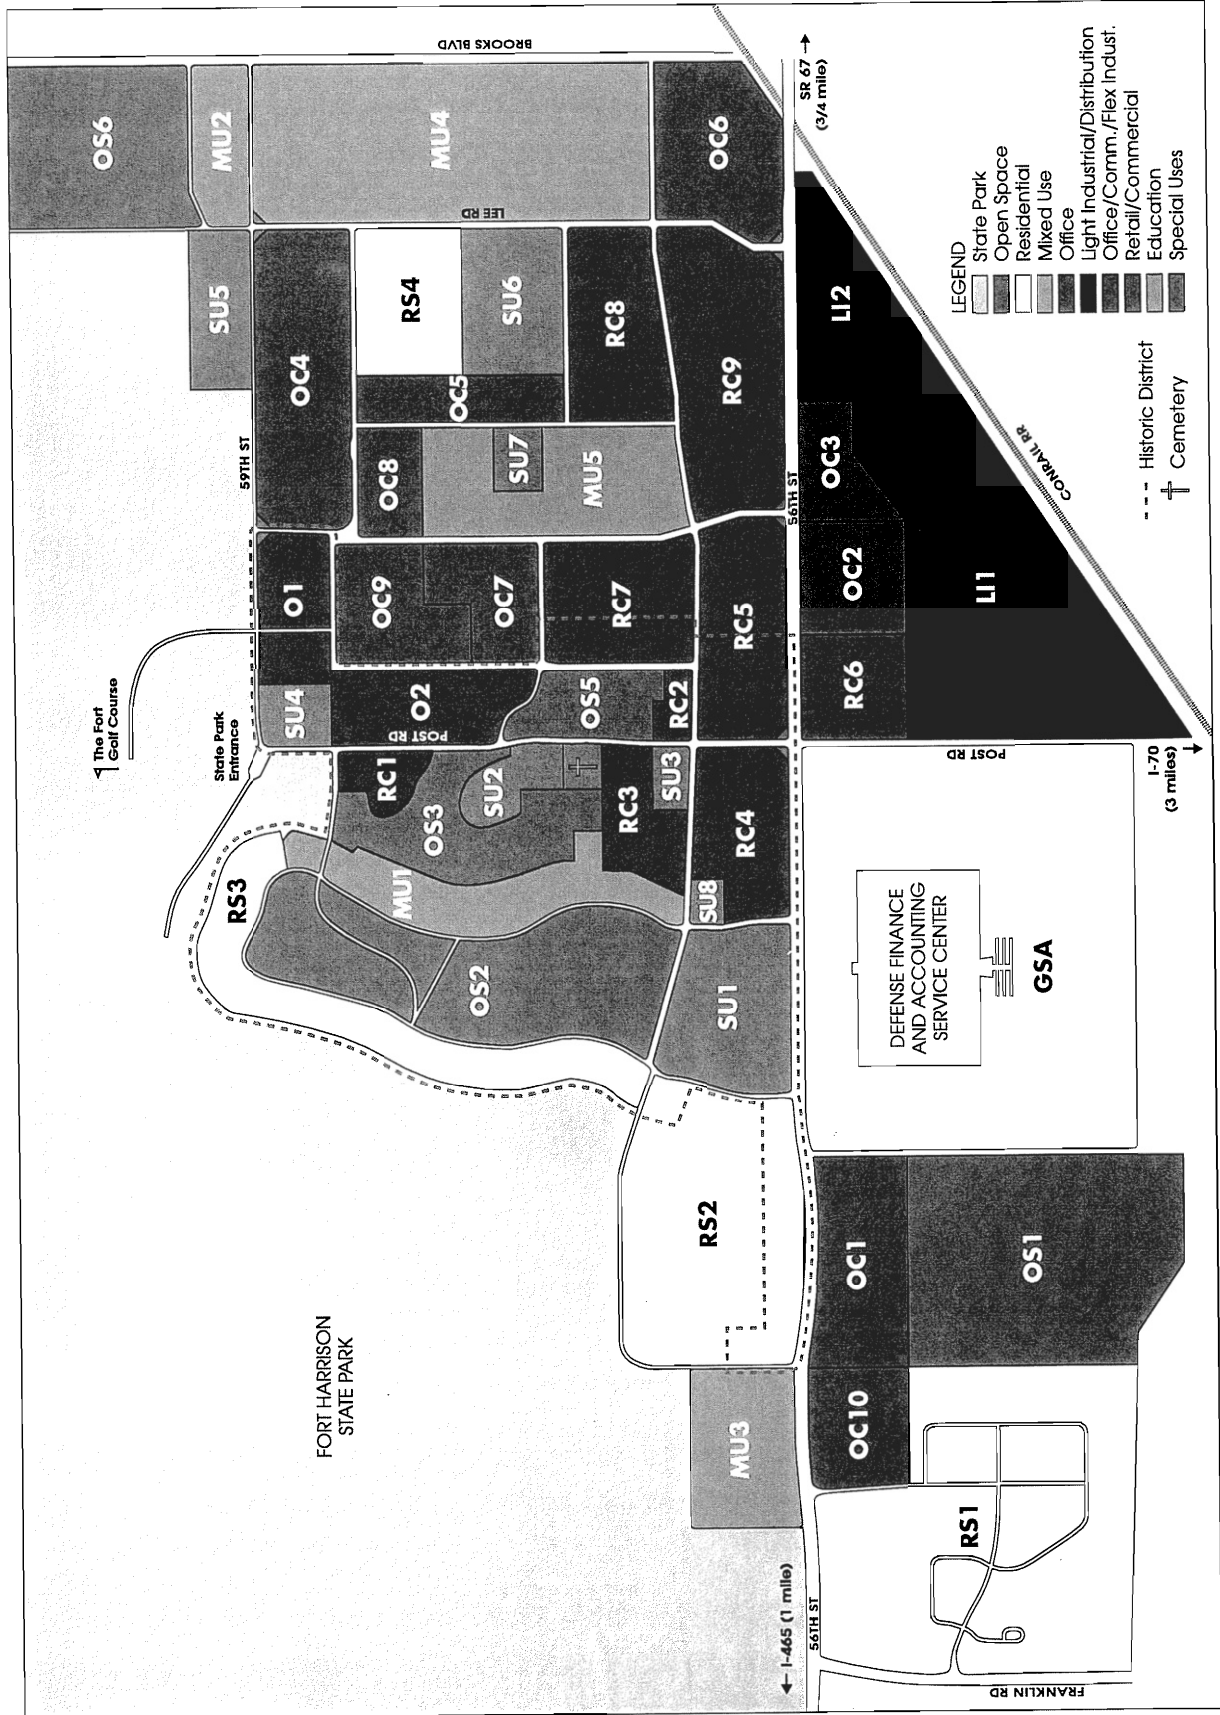 BROOKS BLVD
OS6
MU2
MU4
OC6
SR 67 →
(3/4 mile)
LEE RD
SU5
OC4
RS4
SU6
RC8
RC9
LI2
OC5
59TH ST
OC8
SU7
MU5
56TH ST
OC3
CONRAIL RR
LEGEND
State Park
Open Space
Residential
Mixed Use
Office
Light Industrial/Distribution
Office/Comm./Flex Indust.
Retail/Commercial
Education
Special Uses
Historic District
Cemetery
O1
OC9
OC7
RC7
RC5
OC2
LI1
The Fort
Golf Course
State Park
Entrance
SU4
O2
OS5
RC2
RC6
POST RD
POST RD
I-70
(3 miles)
RC1
OS3
SU2
RC3
SU3
RC4
RS3
MU1
SU8
OS2
SU1
DEFENSE FINANCE
AND ACCOUNTING
SERVICE CENTER
GSA
RS2
OC1
OS1
FORT HARRISON
STATE PARK
MU3
OC10
RS1
← I-465 (1 mile)
56TH ST
FRANKLIN RD